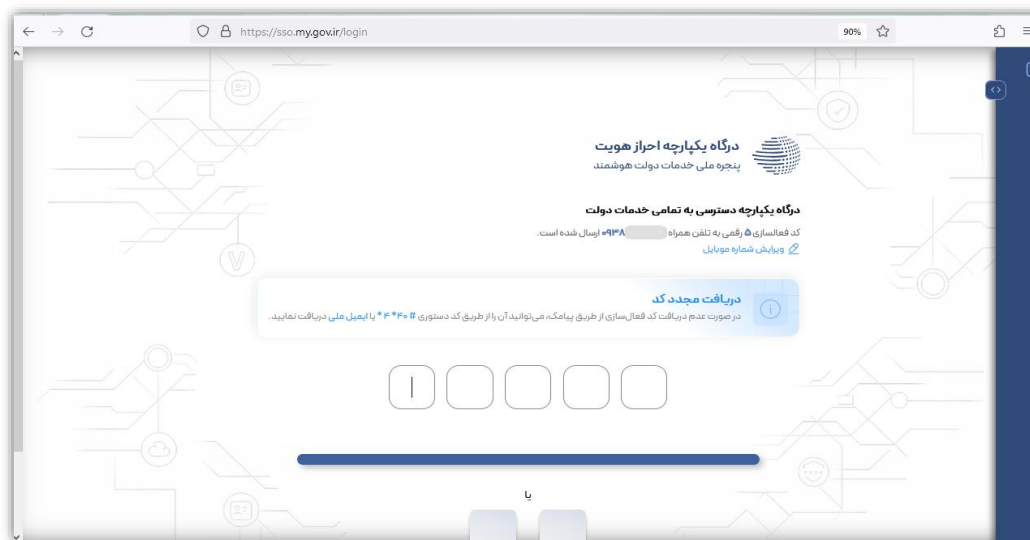 https://sso.my.gov.ir/login
90%
درگاه یکپارچه احراز هویت
پنجره ملی خدمات دولت هوشمند
درگاه یکپارچه دسترسی به تمامی خدمات دولت
کد فعالسازی ۵ رقمی به تلفن همراه ۰۹۳۸ ارسال شده است.
ویرایش شماره موبایل
دریافت مجدد کد
در صورت عدم دریافت کد فعال‌سازی از طریق پیامک، می‌توانید آن را از طریق کد دستوری # ۴۰* ۴ * یا ایمیل ملی دریافت نمایید.
یا